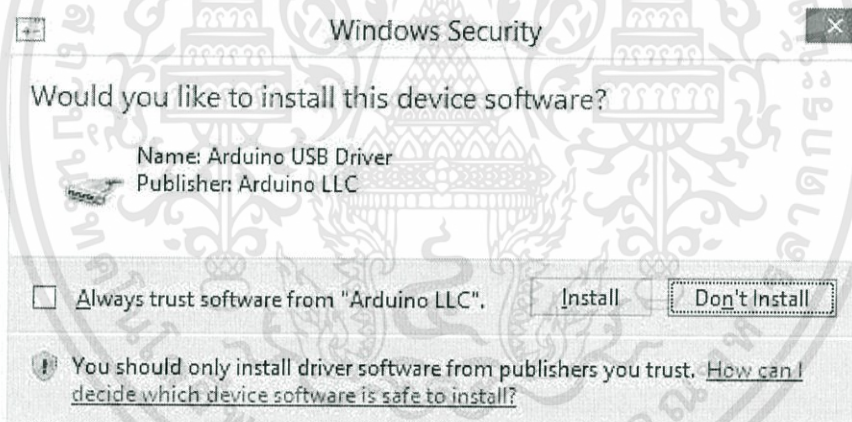 Windows Security
Would you like to install this device software?
Name: Arduino USB Driver
Publisher: Arduino LLC
Always trust software from "Arduino LLC".
Install
Don't Install
You should only install driver software from publishers you trust. How can I
decide which device software is safe to install?